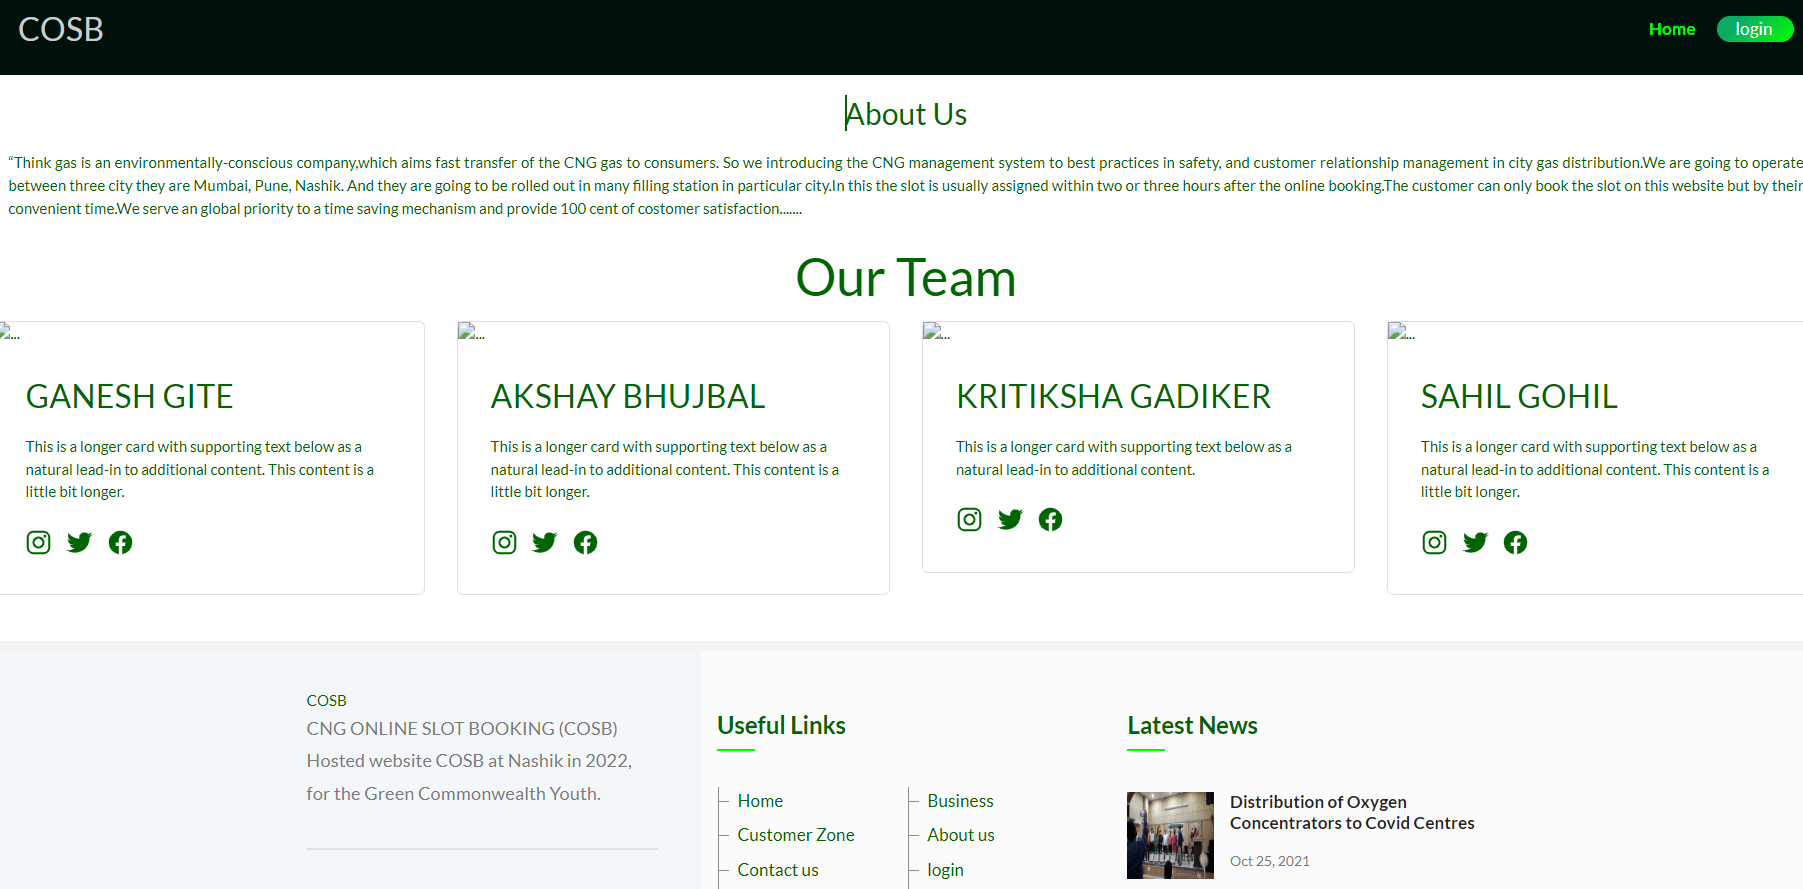 COSB
Home
login
About Us
“Think gas is an environmentally-conscious company,which aims fast transfer of the CNG gas to consumers. So we introducing the CNG management system to best practices in safety, and customer relationship management in city gas distribution.We are going to operate
between three city they are Mumbai, Pune, Nashik. And they are going to be rolled out in many filling station in particular city.In this the slot is usually assigned within two or three hours after the online booking.The customer can only book the slot on this website but by their
convenient time.We serve an global priority to a time saving mechanism and provide 100 cent of costomer satisfaction.......
Our Team
...
...
...
...
GANESH GITE
This is a longer card with supporting text below as a
natural lead-in to additional content. This content is a
little bit longer.
AKSHAY BHUJBAL
This is a longer card with supporting text below as a
natural lead-in to additional content. This content is a
little bit longer.
KRITIKSHA GADIKER
This is a longer card with supporting text below as a
natural lead-in to additional content.
SAHIL GOHIL
This is a longer card with supporting text below as a
natural lead-in to additional content. This content is a
little bit longer.
COSB
CNG ONLINE SLOT BOOKING (COSB)
Hosted website COSB at Nashik in 2022,
for the Green Commonwealth Youth.
Useful Links
Home
Customer Zone
Contact us
Business
About us
login
Latest News
Distribution of Oxygen
Concentrators to Covid Centres
Oct 25, 2021